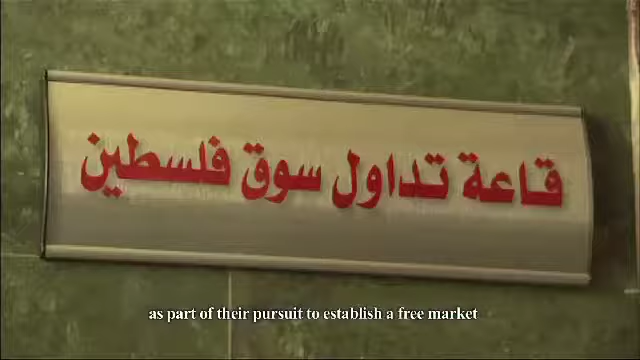 قاعة تداول سوق فلسطين
as part of their pursuit to establish a free market